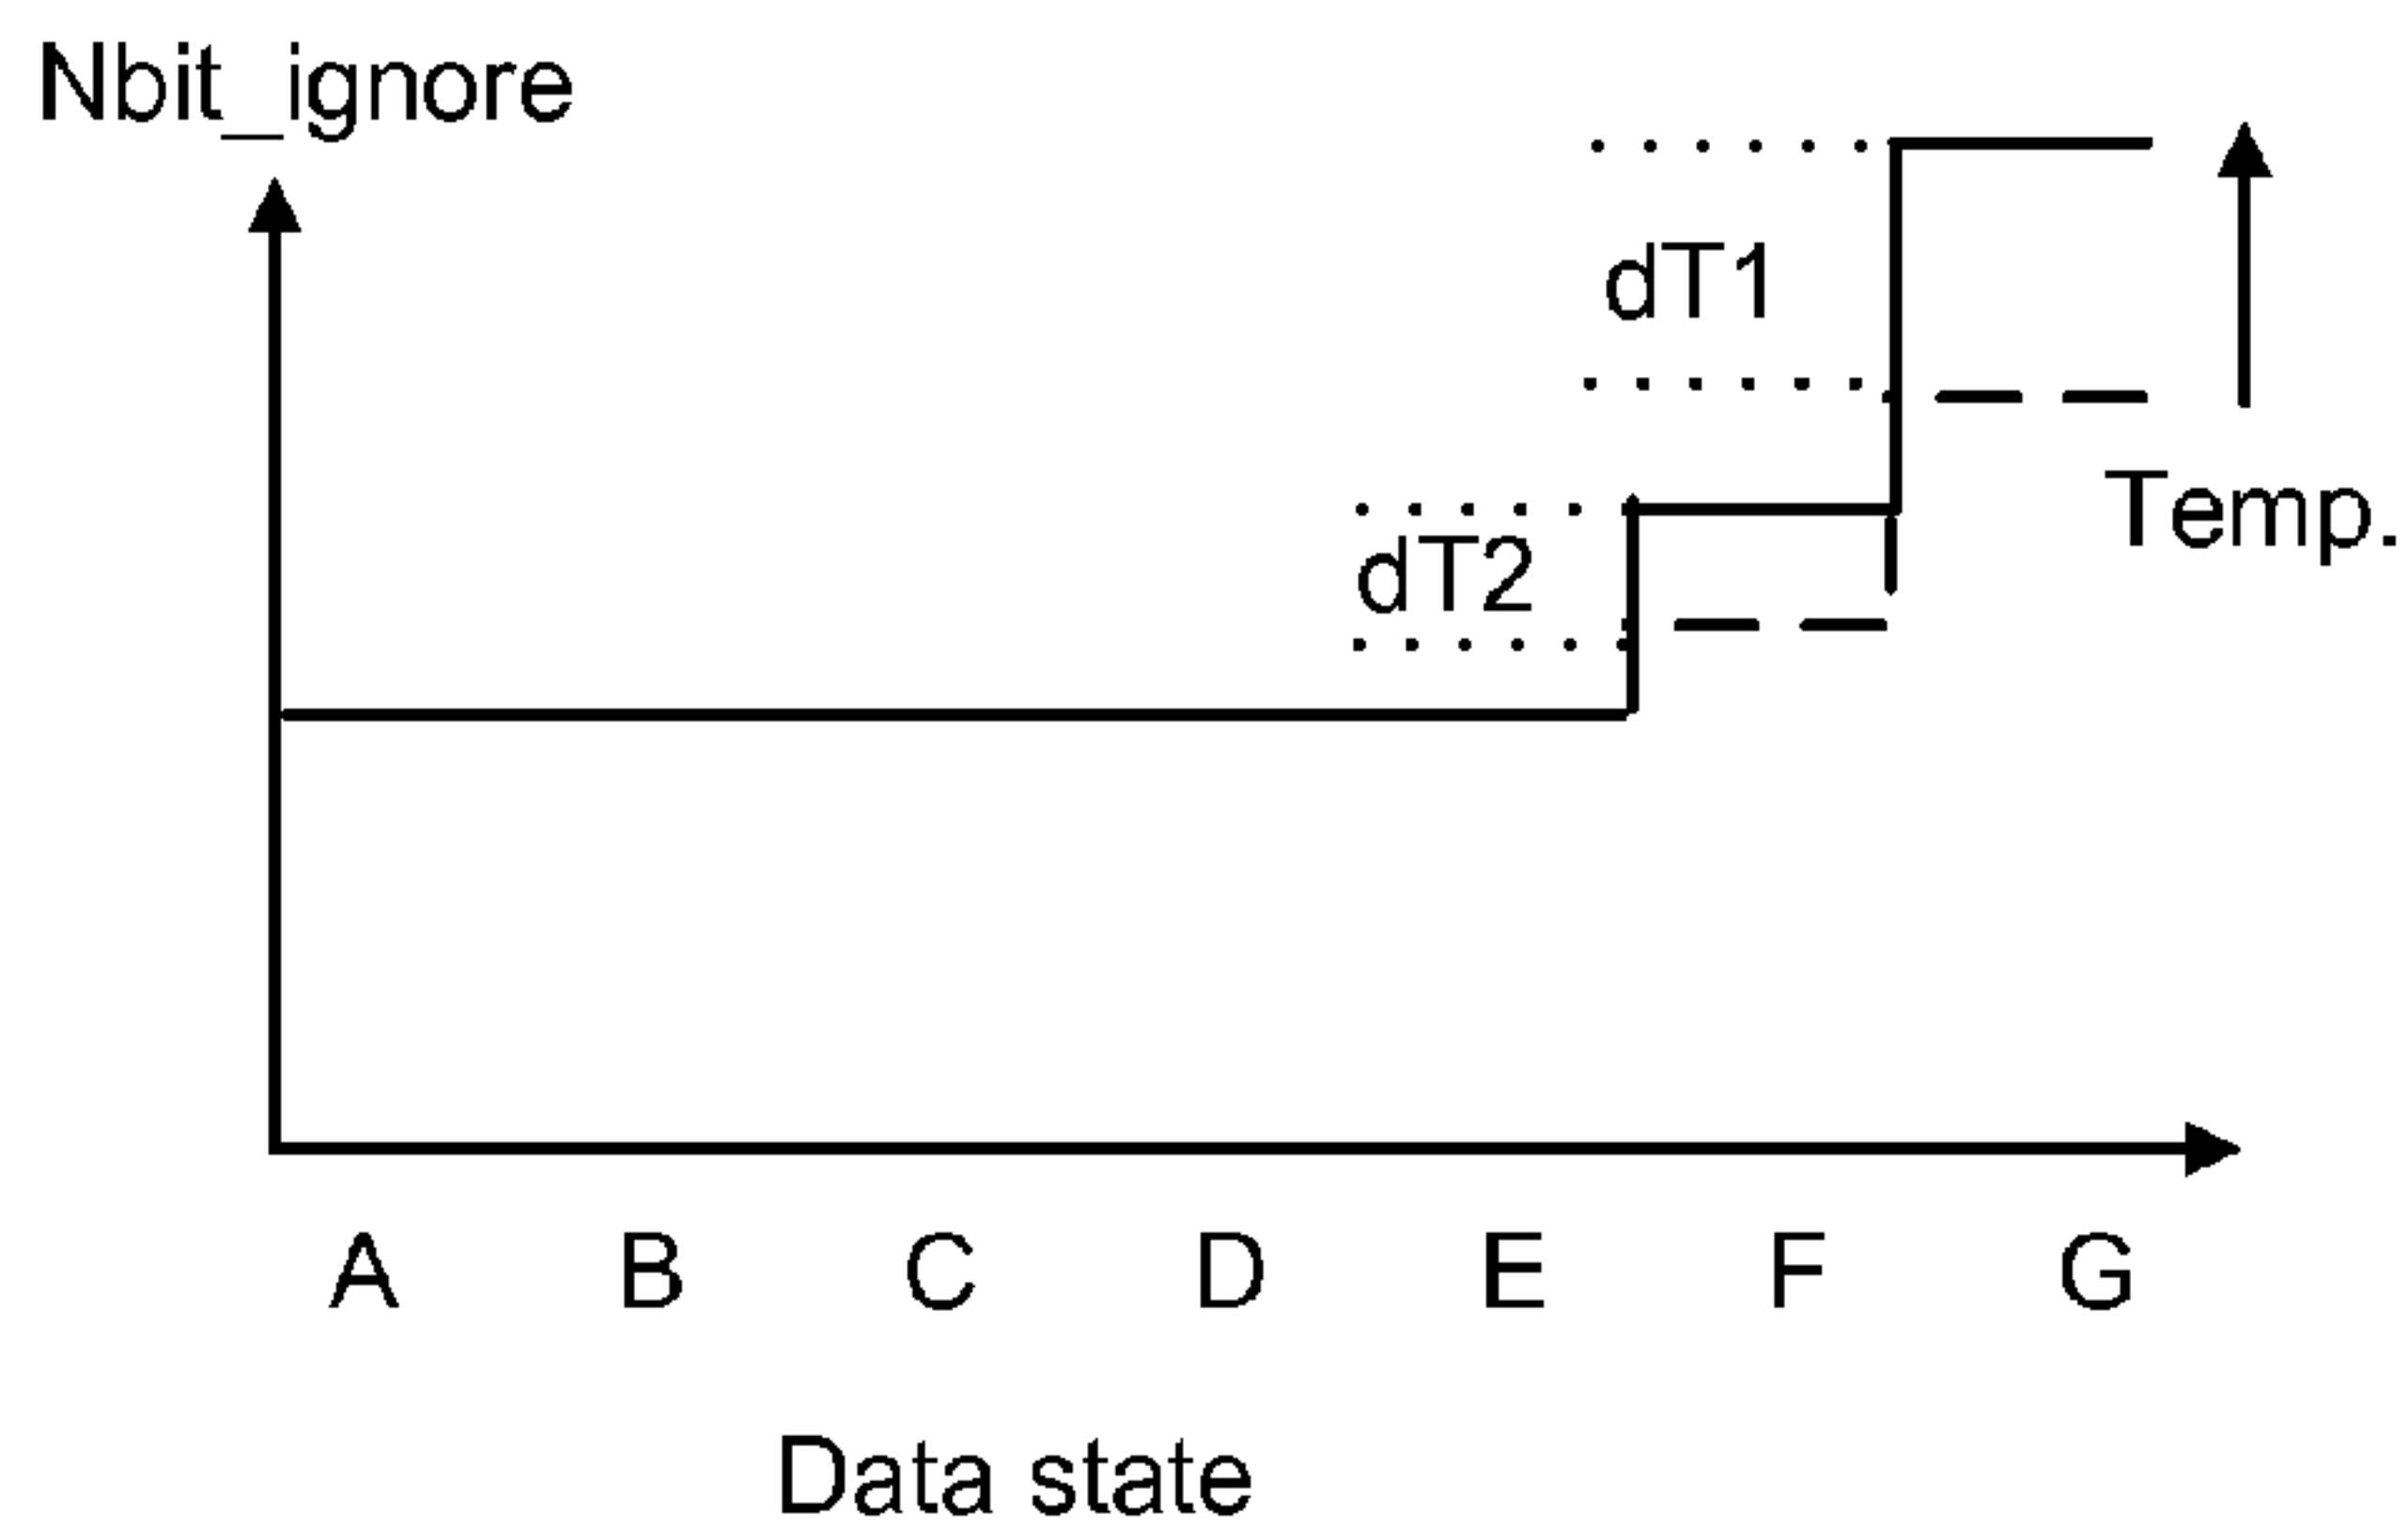 Nbit_ignore
dT1
Temp.
dT2
A B C D E F G
Data state